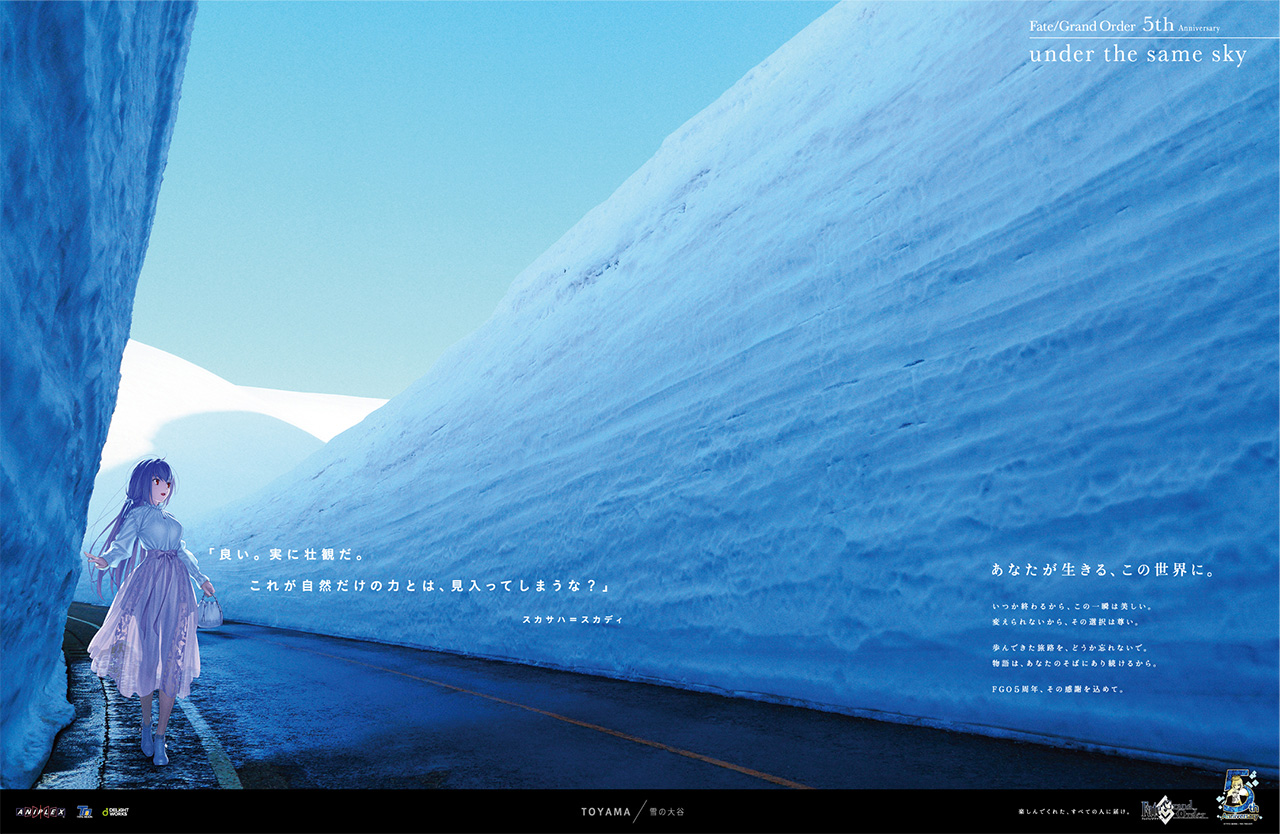 Fate/Grand Order 5th Anniversary
under the same sky
「良い。実に壮観だ。
これが自然だけの力とは、見入ってしまうな？」
スカサハ＝スカディ
あなたが生きる、この世界に。
いつか終わるから、この一瞬は美しい。
変えられないから、その選択は尊い。
歩んできた旅路を、どうか忘れないで。
物語は、あなたのそばにあり続けるから。
FGO5周年、その感謝を込めて。
ANIPLEX
DELIGHT WORKS
TOYAMA / 雪の大谷
楽しんでくれた、すべての人に届け。
Fate/Grand Order
5th Anniversary